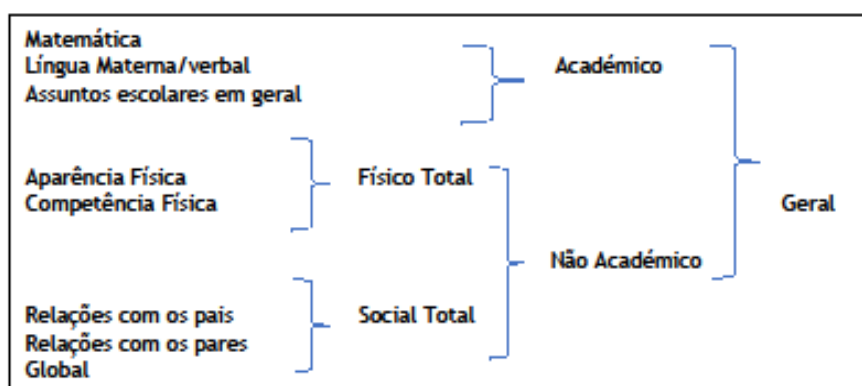 Matemática
Língua Materna/verbal
Assuntos escolares em geral
Académico
Aparência Física
Competência Física
Físico Total
Geral
Não Académico
Relações com os pais
Relações com os pares
Global
Social Total